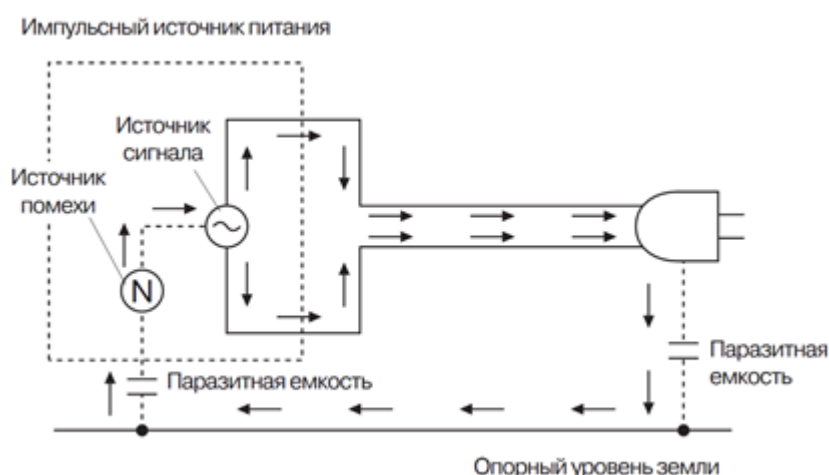 Импульсный источник питания
Источник
сигнала
Источник
помехи
N
Паразитная емкость
Паразитная
емкость
Опорный уровень земли